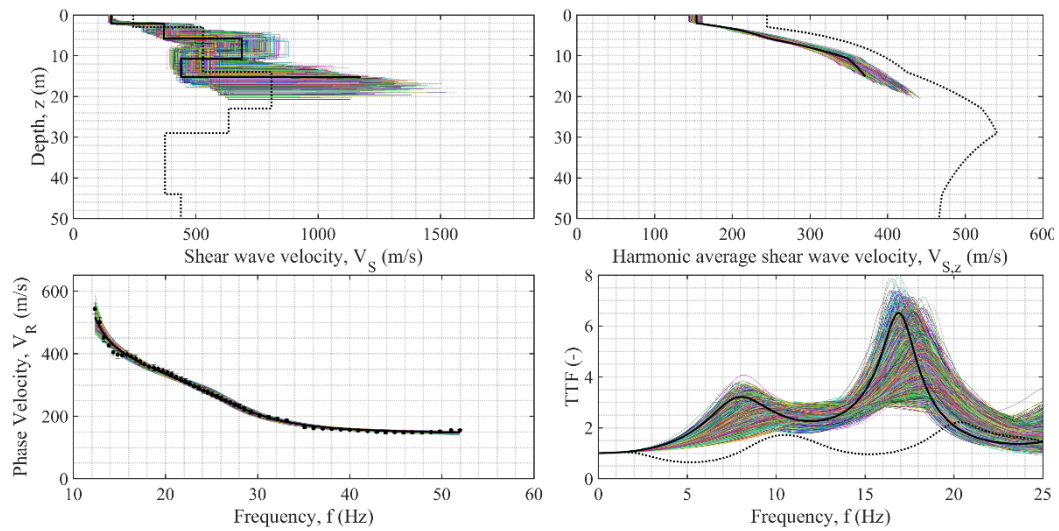 0
10
20
30
40
50
Depth, z (m)
0 500 1000 1500
Shear wave velocity, V_S (m/s)
0
10
20
30
40
50
0 100 200 300 400 500 600
Harmonic average shear wave velocity, V_S,z (m/s)
600
400
200
0
Phase Velocity, V_R (m/s)
10 20 30 40 50 60
Frequency, f (Hz)
8
6
4
2
0
TTF (-)
0 5 10 15 20 25
Frequency, f (Hz)